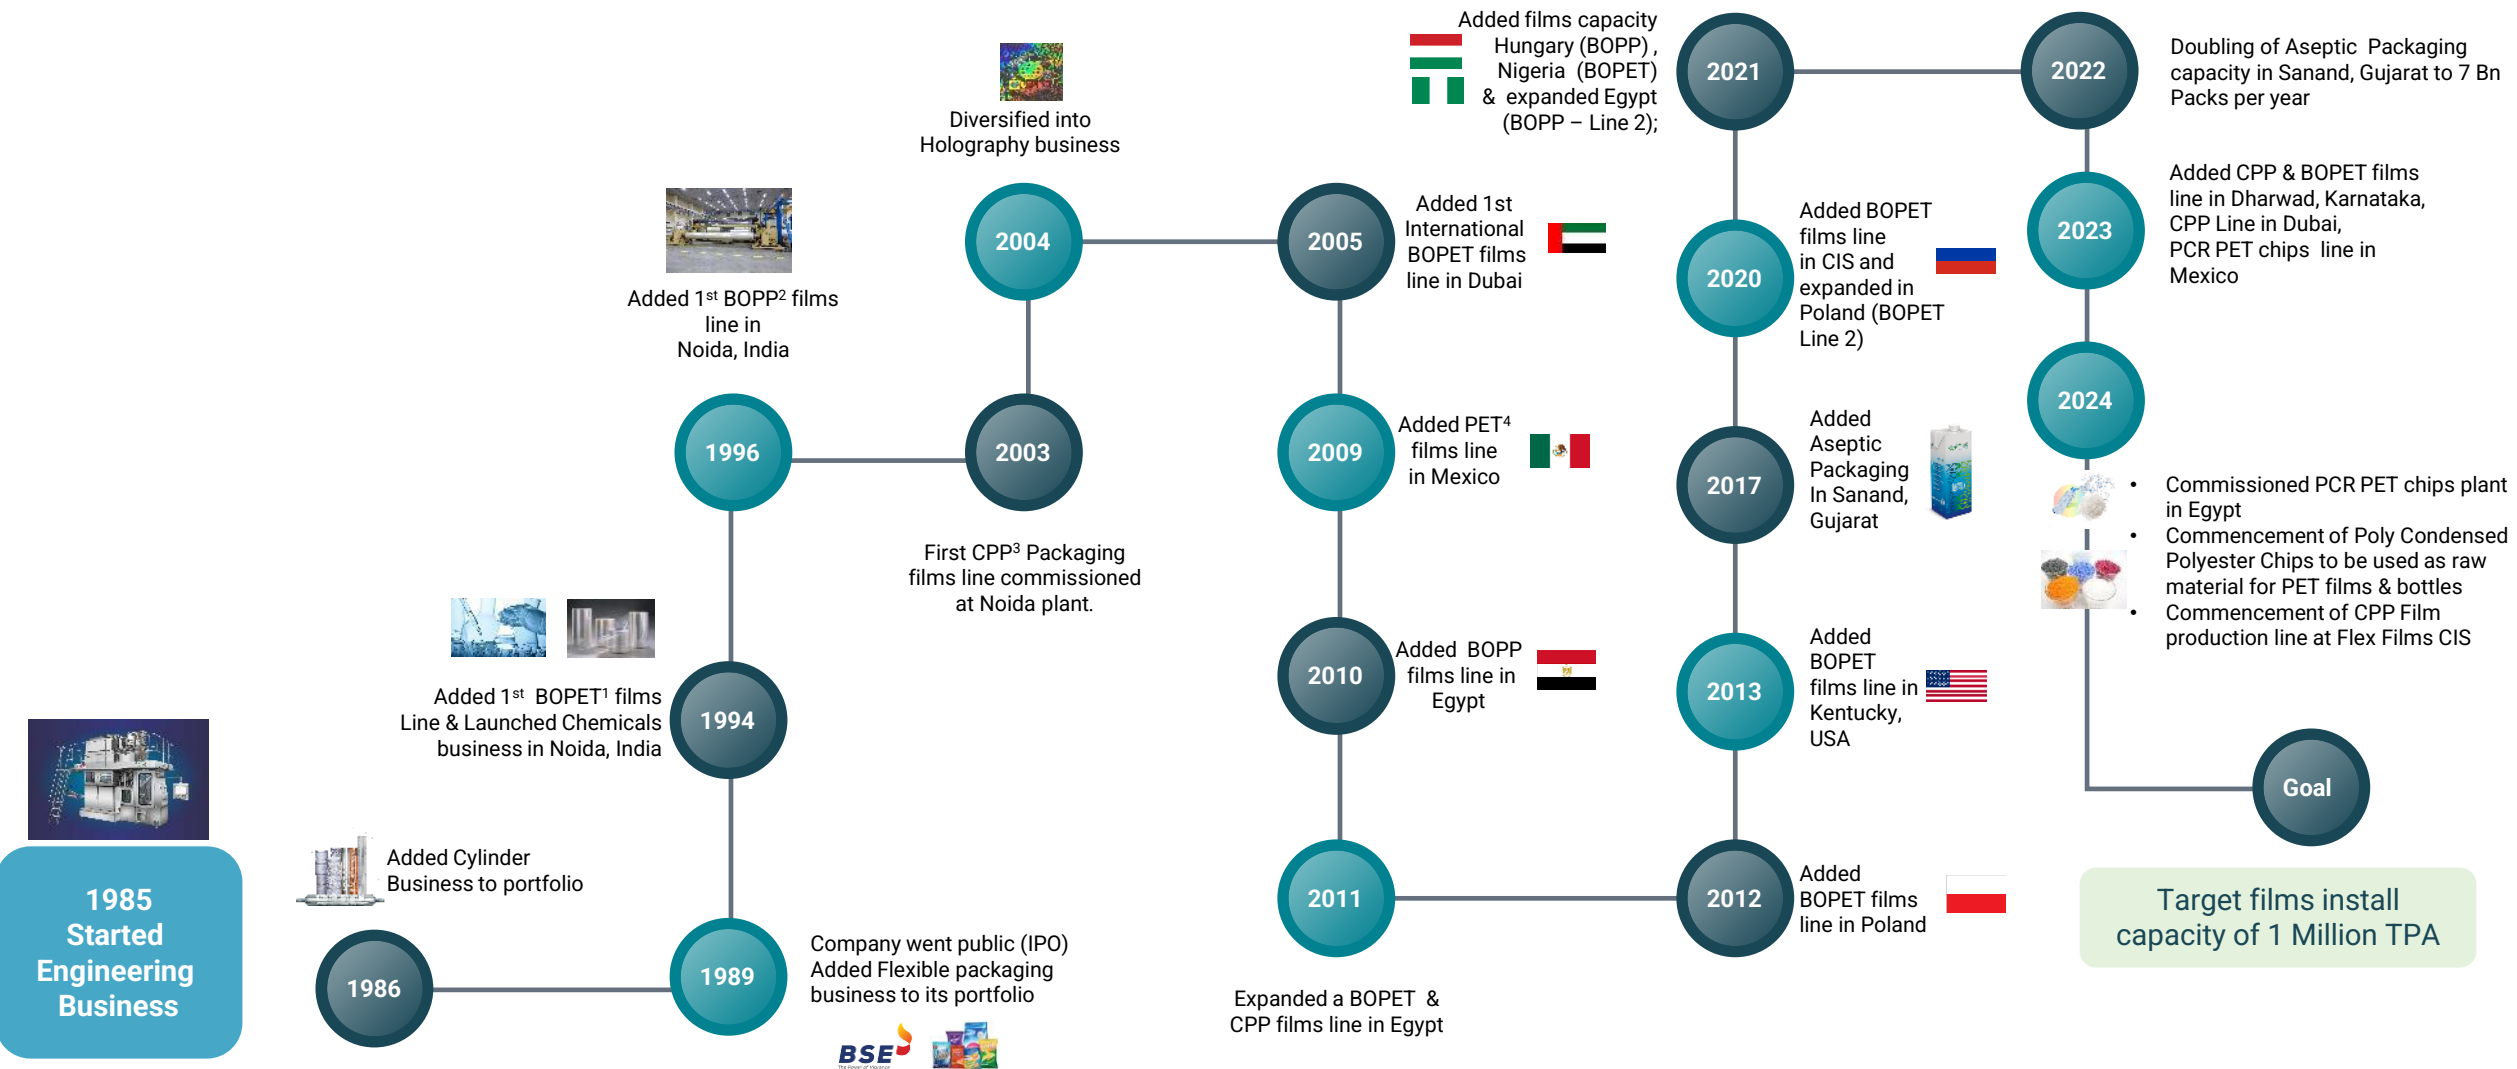 1985
Started
Engineering
Business
1986
Added Cylinder
Business to portfolio
1989
Company went public (IPO)
Added Flexible packaging
business to its portfolio
BSE
The Power of Vibrance
1994
Added 1st BOPET1 films
Line & Launched Chemicals
business in Noida, India
1996
Added 1st BOPP2 films
line in
Noida, India
2003
First CPP3 Packaging
films line commissioned
at Noida plant.
2004
Diversified into
Holography business
2005
Added 1st
International
BOPET films
line in Dubai
2009
Added PET4
films line
in Mexico
2010
Added BOPP
films line in
Egypt
2011
Expanded a BOPET &
CPP films line in Egypt
2012
Added
BOPET films
line in Poland
2013
Added
BOPET
films line in
Kentucky,
USA
2017
Added
Aseptic
Packaging
In Sanand,
Gujarat
2020
Added BOPET
films line
in CIS and
expanded in
Poland (BOPET
Line 2)
2021
Added films capacity
Hungary (BOPP) ,
Nigeria (BOPET)
& expanded Egypt
(BOPP – Line 2);
2022
Doubling of Aseptic Packaging
capacity in Sanand, Gujarat to 7 Bn
Packs per year
2023
Added CPP & BOPET films
line in Dharwad, Karnataka,
CPP Line in Dubai,
PCR PET chips line in
Mexico
2024
• Commissioned PCR PET chips plant
in Egypt
• Commencement of Poly Condensed
Polyester Chips to be used as raw
material for PET films & bottles
• Commencement of CPP Film
production line at Flex Films CIS
Goal
Target films install
capacity of 1 Million TPA